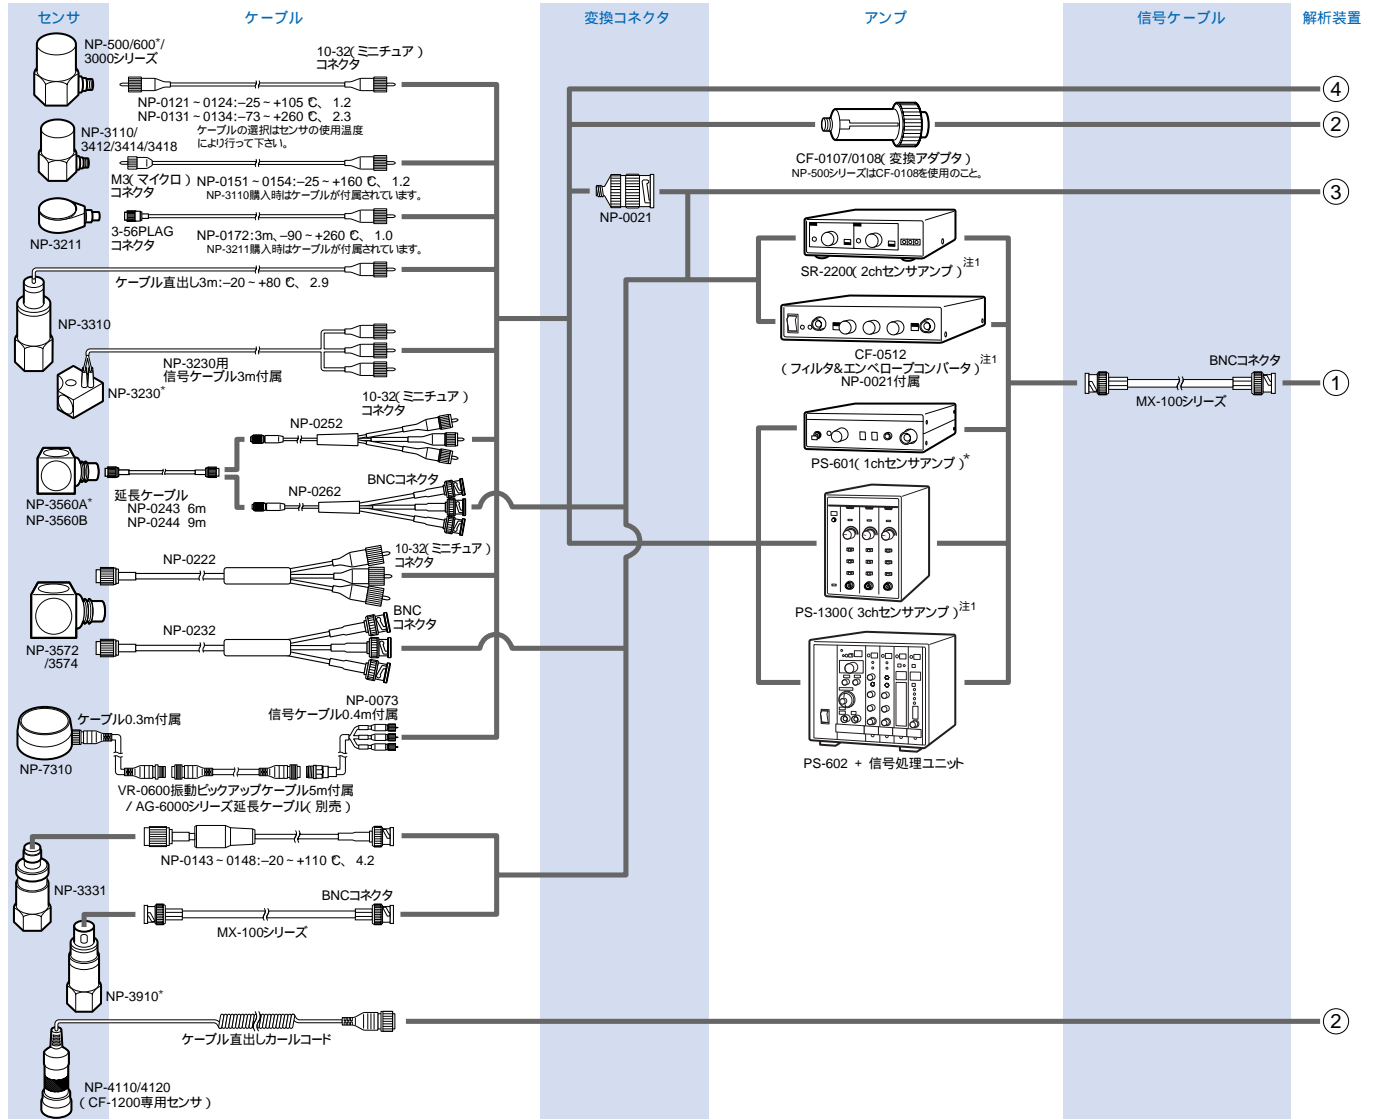 センサ
ケーブル
変換コネクタ
アンプ
信号ケーブル
解析装置
NP-500/600*/
3000シリーズ
10-32(ミニチュア)
コネクタ
NP-0121~0124:–25~+105℃、 1.2
NP-0131~0134:–73~+260℃、 2.3
ケーブルの選択はセンサの使用温度
により行って下さい。
NP-3110/
3412/3414/3418
M3(マイクロ)
コネクタ
NP-0151~0154:–25~+160℃、 1.2
NP-3110購入時はケーブルが付属されています。
NP-3211
3-56PLAG
コネクタ
NP-0172:3m、–90~+260℃、 1.0
NP-3211購入時はケーブルが付属されています。
ケーブル直出し3m:–20~+80℃、 2.9
NP-3310
NP-3230用
信号ケーブル3m付属
NP-3230*
10-32(ミニチュア)
コネクタ
NP-0252
NP-0262
BNCコネクタ
延長ケーブル
NP-0243 6m
NP-0244 9m
NP-3560A*
NP-3560B
NP-0222
10-32(ミニチュア)
コネクタ
NP-0232
BNC
コネクタ
NP-3572
/3574
ケーブル0.3m付属
NP-0073
信号ケーブル0.4m付属
NP-7310
VR-0600振動ピックアップケーブル5m付属
/AG-6000シリーズ延長ケーブル(別売)
NP-0143~0148:–20~+110℃、 4.2
NP-3331
BNCコネクタ
MX-100シリーズ
NP-3910*
ケーブル直出しカールコード
NP-4110/4120
(CF-1200専用センサ)
NP-0021
CF-0107/0108(変換アダプタ)
NP-500シリーズはCF-0108を使用のこと。
SR-2200(2chセンサアンプ)注1
CF-0512
(フィルタ&エンベロープコンバータ)注1
NP-0021付属
PS-601(1chセンサアンプ)*
PS-1300(3chセンサアンプ)注1
PS-602 + 信号処理ユニット
BNCコネクタ
MX-100シリーズ
④
②
③
①
②